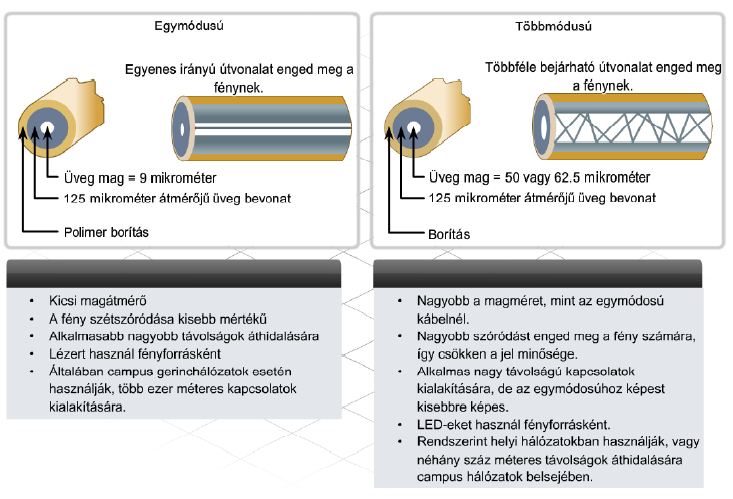 Egymódusú
Egyenes irányú útvonalat enged meg a
fénynek.
Üveg mag = 9 mikrométer
125 mikrométer átmérőjű üveg bevonat
Polimer borítás
Többmódusú
Többféle bejárható útvonalat enged meg
a fénynek.
Üveg mag = 50 vagy 62.5 mikrométer
125 mikrométer átmérőjű üveg bevonat
Borítás
• Kicsi magátmérő
• A fény szétszóródása kisebb mértékű
• Alkalmasabb nagyobb távolságok áthidalására
• Lézert használ fényforrásként
• Általában campus gerinchálózatok esetén
használják, több ezer méteres kapcsolatok
kialakítására.
• Nagyobb a magméret, mint az egymódosú
kábelnél.
• Nagyobb szóródást enged meg a fény számára,
így csökken a jel minősége.
• Alkalmas nagy távolságú kapcsolatok
kialakítására, de az egymódosúhoz képest
kisebbre képes.
• LED-eket használ fényforrásként.
• Rendszerint helyi hálózatokban használják, vagy
néhány száz méteres távolságok áthidalására
campus hálózatok belsejében.